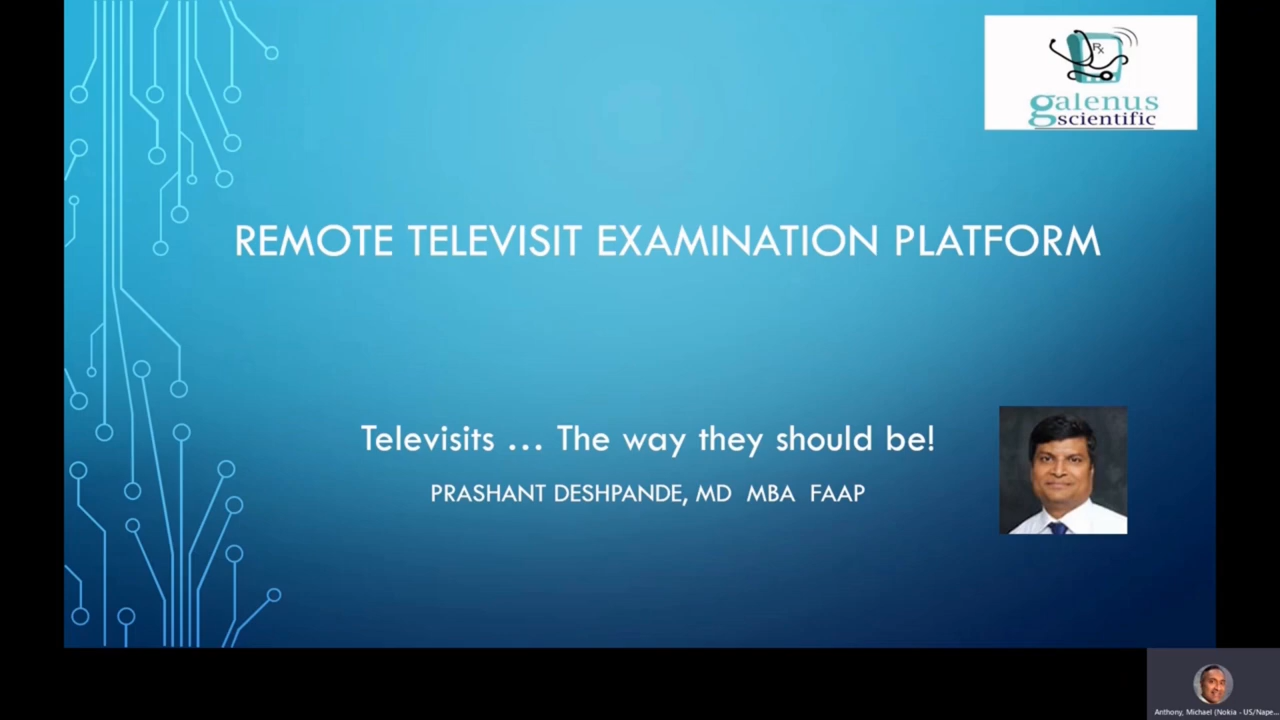 Rx
galenus
scientific
REMOTE TELEVISIT EXAMINATION PLATFORM
Televisits ... The way they should be!
PRASHANT DESHPANDE, MD MBA FAAP
Anthony, Michael (Nokia - US/Nape...